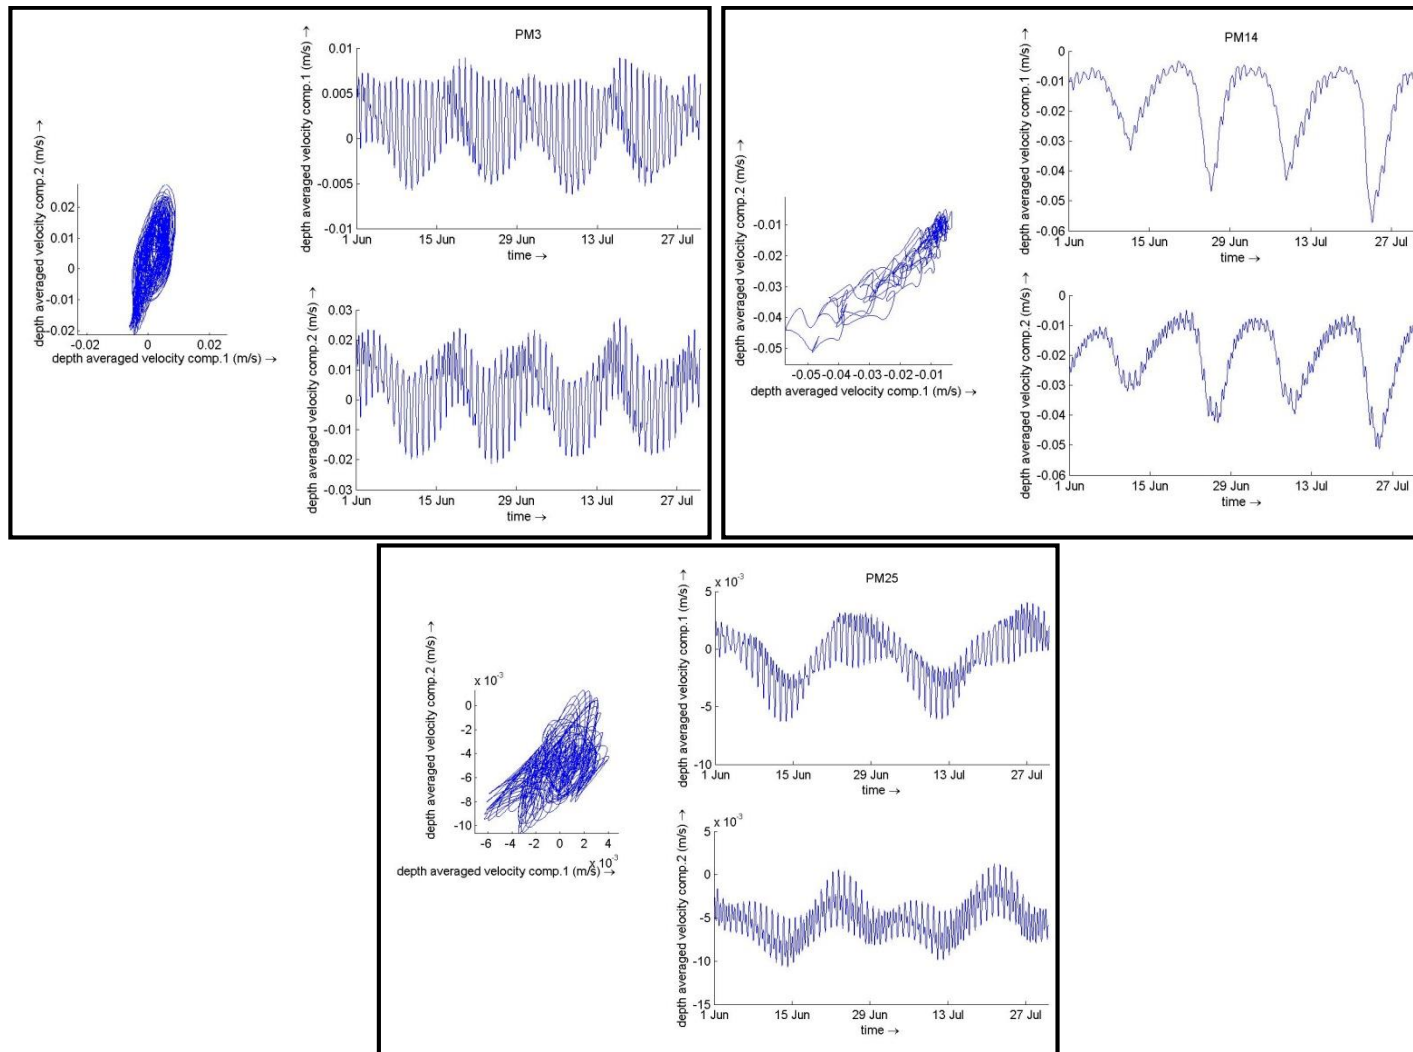 PM3
depth averaged velocity comp.2 (m/s) →
0.02
0.01
0
-0.01
-0.02
-0.02
0
0.02
depth averaged velocity comp.1 (m/s) →
depth averaged velocity comp.1 (m/s) →
0.01
0.005
0
-0.005
-0.01
1 Jun
15 Jun
29 Jun
13 Jul
27 Jul
time →
depth averaged velocity comp.2 (m/s) →
0.03
0.02
0.01
0
-0.01
-0.02
-0.03
1 Jun
15 Jun
29 Jun
13 Jul
27 Jul
time →
PM14
depth averaged velocity comp.2 (m/s) →
-0.01
-0.02
-0.03
-0.04
-0.05
-0.05 -0.04 -0.03 -0.02 -0.01
depth averaged velocity comp.1 (m/s) →
depth averaged velocity comp.1 (m/s) →
0
-0.01
-0.02
-0.03
-0.04
-0.05
-0.06
1 Jun
15 Jun
29 Jun
13 Jul
27 Jul
time →
depth averaged velocity comp.2 (m/s) →
0
-0.01
-0.02
-0.03
-0.04
-0.05
-0.06
1 Jun
15 Jun
29 Jun
13 Jul
27 Jul
time →
PM25
depth averaged velocity comp.2 (m/s) →
x 10⁻³
0
-2
-4
-6
-8
-10
-6 -4 -2 0 2 4
x 10⁻³
depth averaged velocity comp.1 (m/s) →
depth averaged velocity comp.1 (m/s) →
x 10⁻³
5
0
-5
-10
1 Jun
15 Jun
29 Jun
13 Jul
27 Jul
time →
depth averaged velocity comp.2 (m/s) →
x 10⁻³
5
0
-5
-10
-15
1 Jun
15 Jun
29 Jun
13 Jul
27 Jul
time →